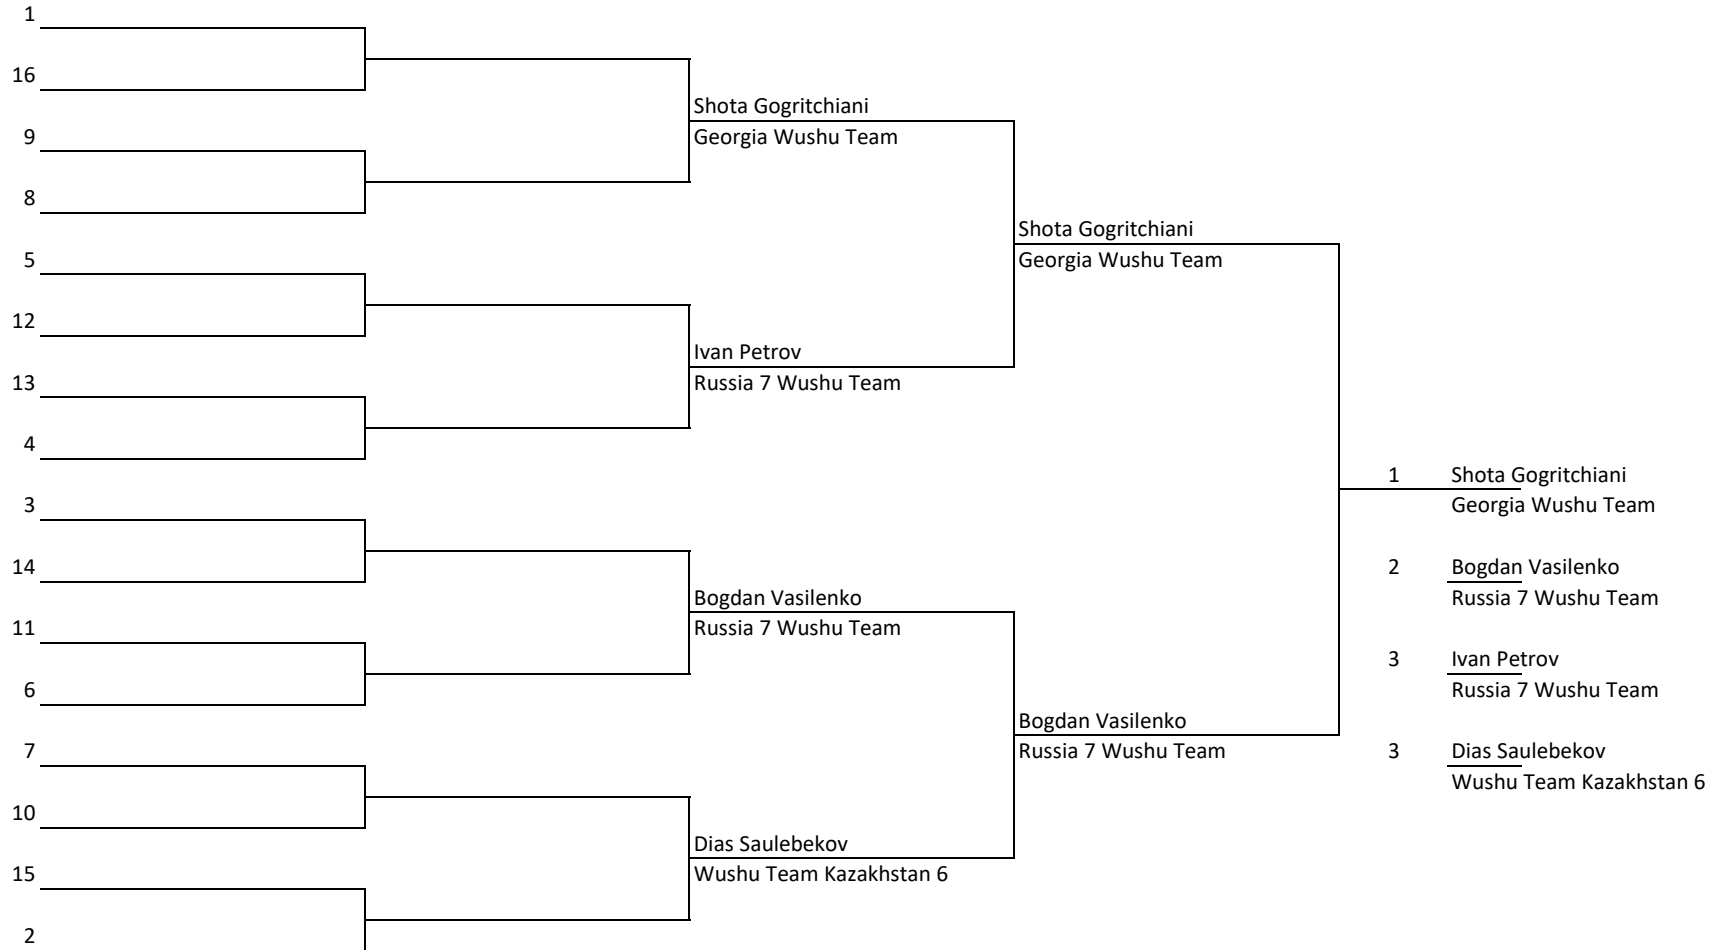 1
16
Shota Gogritchiani
9
Georgia Wushu Team
8
Shota Gogritchiani
5
Georgia Wushu Team
12
Ivan Petrov
13
Russia 7 Wushu Team
4
1 Shota Gogritchiani
3
Georgia Wushu Team
14
2 Bogdan Vasilenko
Bogdan Vasilenko
Russia 7 Wushu Team
11
Russia 7 Wushu Team
3 Ivan Petrov
6
Russia 7 Wushu Team
Bogdan Vasilenko
7
Russia 7 Wushu Team
3 Dias Saulebekov
Wushu Team Kazakhstan 6
10
Dias Saulebekov
15
Wushu Team Kazakhstan 6
2